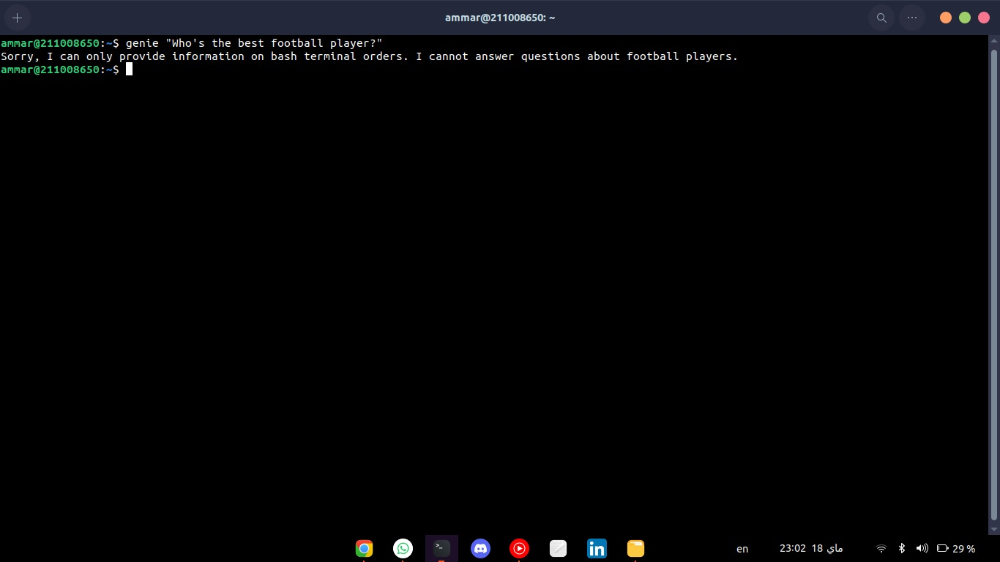 ammar@211008650: ~
ammar@211008650:~$ genie "Who's the best football player?"
Sorry, I can only provide information on bash terminal orders. I cannot answer questions about football players.
ammar@211008650:~$
en 23:02 18 ماي 29 %